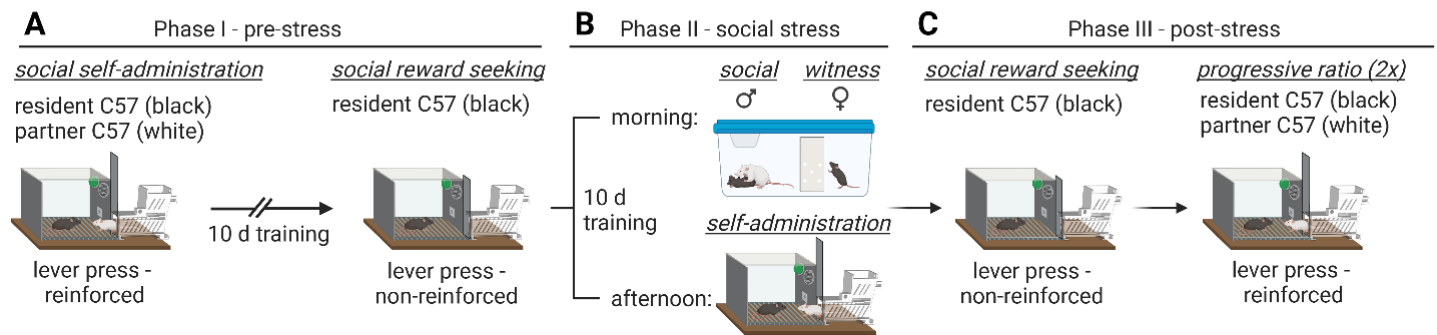 A
Phase I - pre-stress
social self-administration
resident C57 (black)
partner C57 (white)
lever press -
reinforced
10 d training
social reward seeking
resident C57 (black)
lever press -
non-reinforced
B
Phase II - social stress
social
♂
witness
♀
morning:
10 d
training
self-administration
afternoon:
C
Phase III - post-stress
social reward seeking
resident C57 (black)
lever press -
non-reinforced
progressive ratio (2x)
resident C57 (black)
partner C57 (white)
lever press -
reinforced